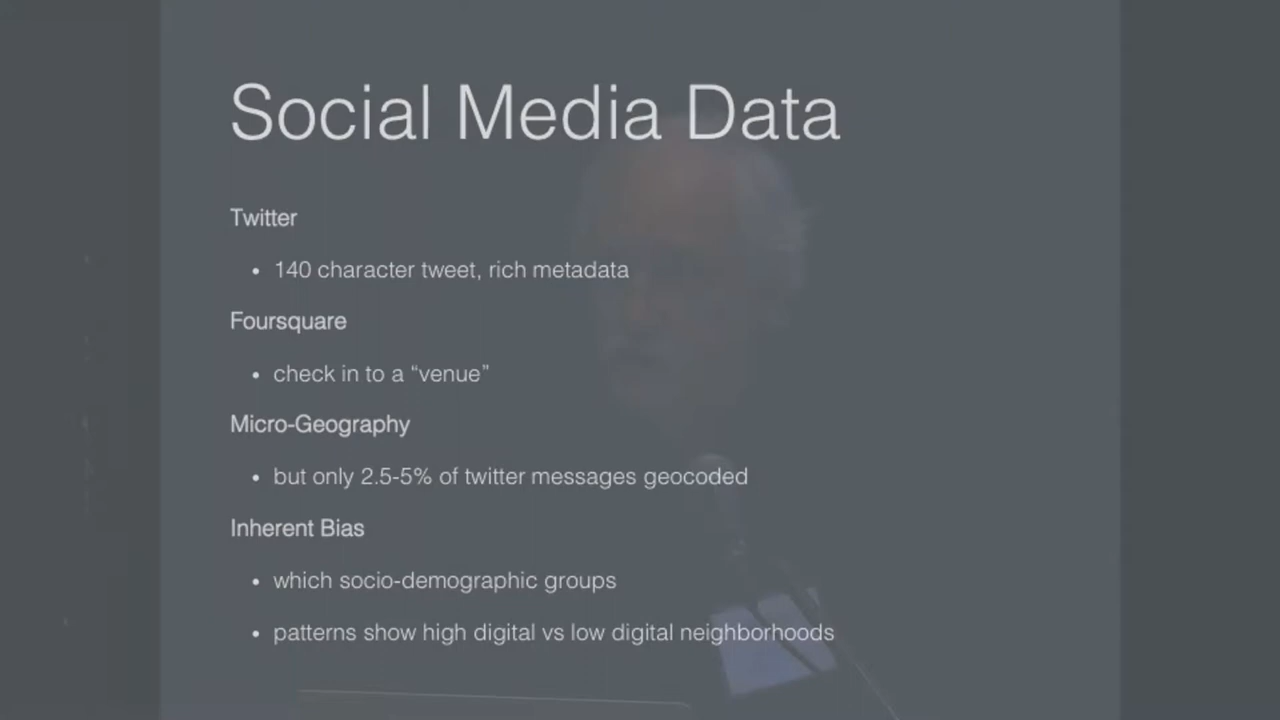 Social Media Data
Twitter
• 140 character tweet, rich metadata
Foursquare
• check in to a “venue”
Micro-Geography
• but only 2.5-5% of twitter messages geocoded
Inherent Bias
• which socio-demographic groups
• patterns show high digital vs low digital neighborhoods